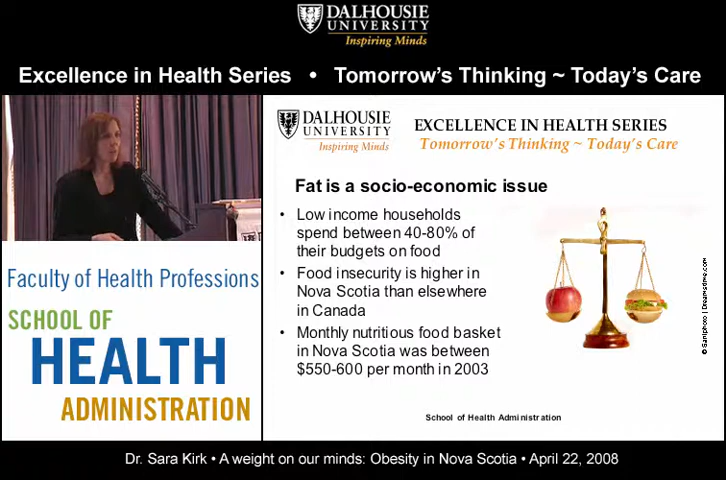 DALHOUSIE
UNIVERSITY
Inspiring Minds
Excellence in Health Series • Tomorrow's Thinking ~ Today's Care
DALHOUSIE
UNIVERSITY
Inspiring Minds
EXCELLENCE IN HEALTH SERIES
Tomorrow's Thinking ~ Today's Care
Fat is a socio-economic issue
• Low income households
spend between 40-80% of
their budgets on food
• Food insecurity is higher in
Nova Scotia than elsewhere
in Canada
• Monthly nutritious food basket
in Nova Scotia was between
$550-600 per month in 2003
© Saniphoto | Dreamstime.com
School of Health Administration
Faculty of Health Professions
SCHOOL OF
HEALTH
ADMINISTRATION
Dr. Sara Kirk • A weight on our minds: Obesity in Nova Scotia • April 22, 2008